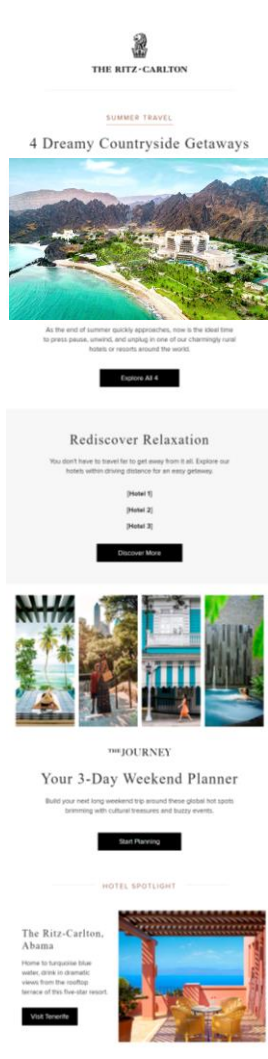 THE RITZ-CARLTON
SUMMER TRAVEL
4 Dreamy Countryside Getaways
As the end of summer quickly approaches, now is the ideal time
to press pause, unwind, and unplug in one of our charmingly rural
hotels or resorts around the world.
Explore All 4
Rediscover Relaxation
You don't have to travel far to get away from it all. Explore our
hotels within driving distance for an easy getaway.
[Hotel 1]
[Hotel 2]
[Hotel 3]
Discover More
THE JOURNEY
Your 3-Day Weekend Planner
Build your next long weekend trip around these global hot spots
brimming with cultural treasures and buzzy events.
Start Planning
HOTEL SPOTLIGHT
The Ritz-Carlton,
Abama
Home to turquoise blue
water, drink in dramatic
views from the rooftop
terrace of this five-star resort.
Visit Tenerife